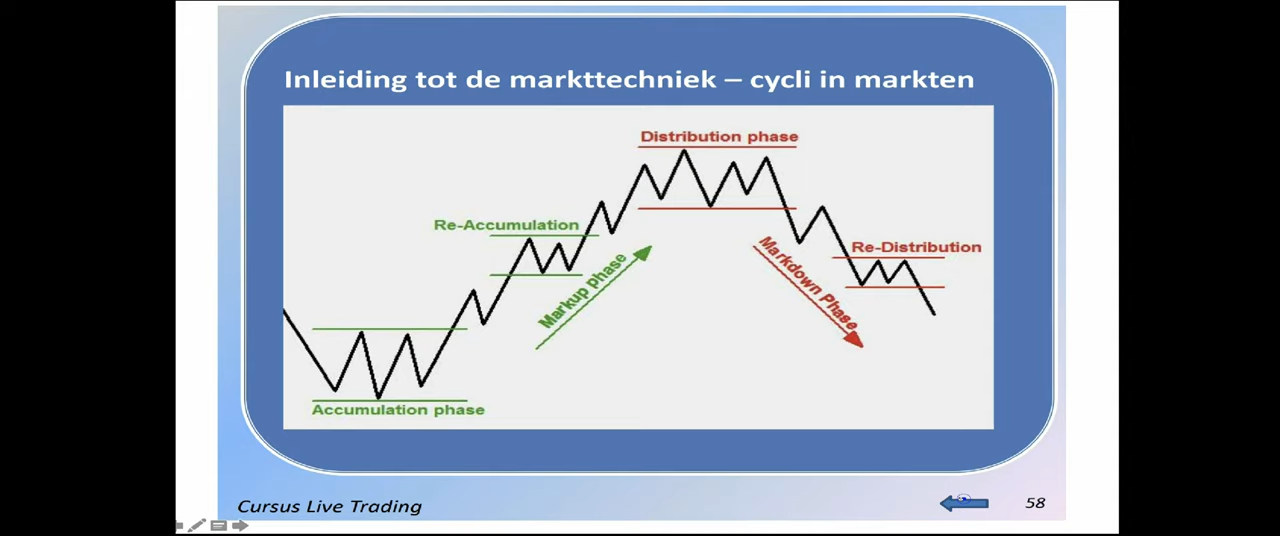 Inleiding tot de markttechniek – cycli in markten
Distribution phase
Re-Accumulation
Re-Distribution
Markup phase
Markdown Phase
Accumulation phase
Cursus Live Trading
58